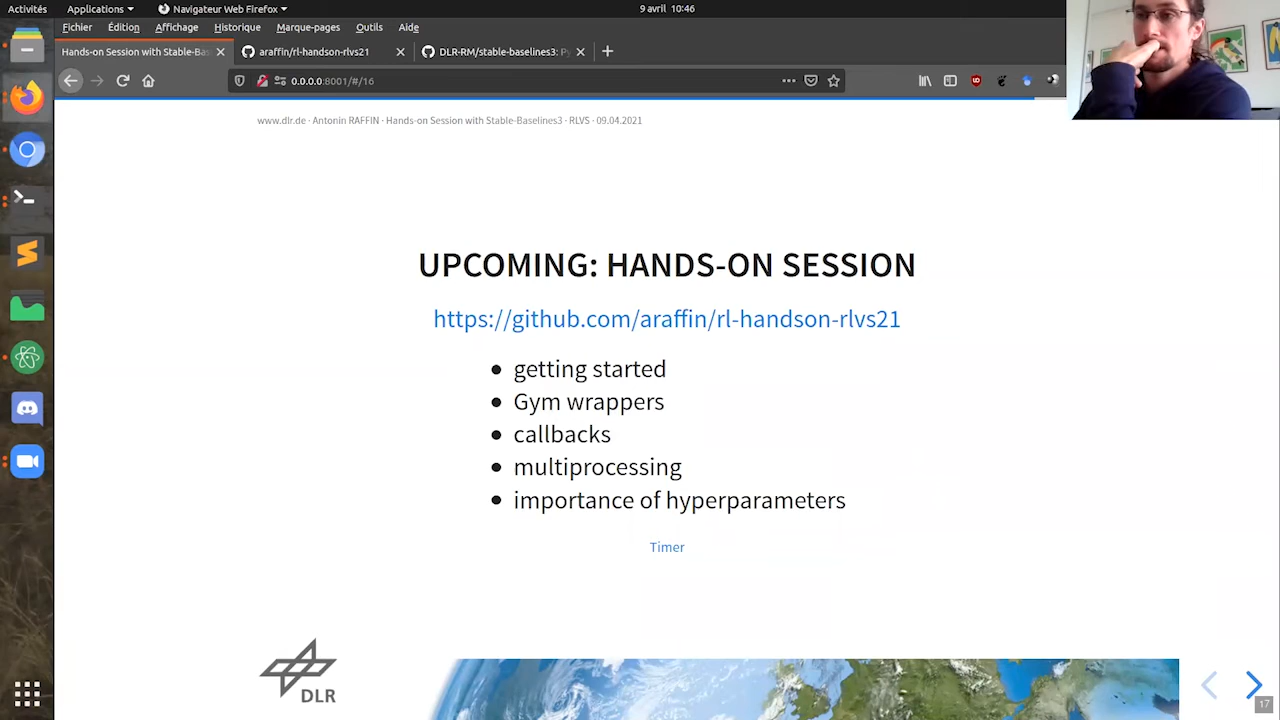 Activités
Applications
Navigateur Web Firefox
9 avril 10:46
Fichier Édition Affichage Historique Marque-pages Outils Aide
Hands-on Session with Stable-Bas
araffin/rl-handson-rlvs21
DLR-RM/stable-baselines3: Py
0.0.0.0:8001/#/16
www.dlr.de · Antonin RAFFIN · Hands-on Session with Stable-Baselines3 · RLVS · 09.04.2021
UPCOMING: HANDS-ON SESSION
https://github.com/araffin/rl-handson-rlvs21
getting started
Gym wrappers
callbacks
multiprocessing
importance of hyperparameters
Timer
DLR
17